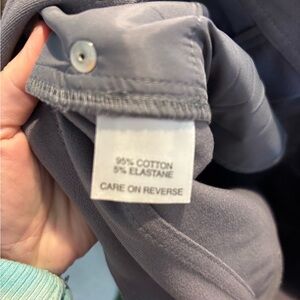 95% COTTON
5% ELASTANE
CARE ON REVERSE